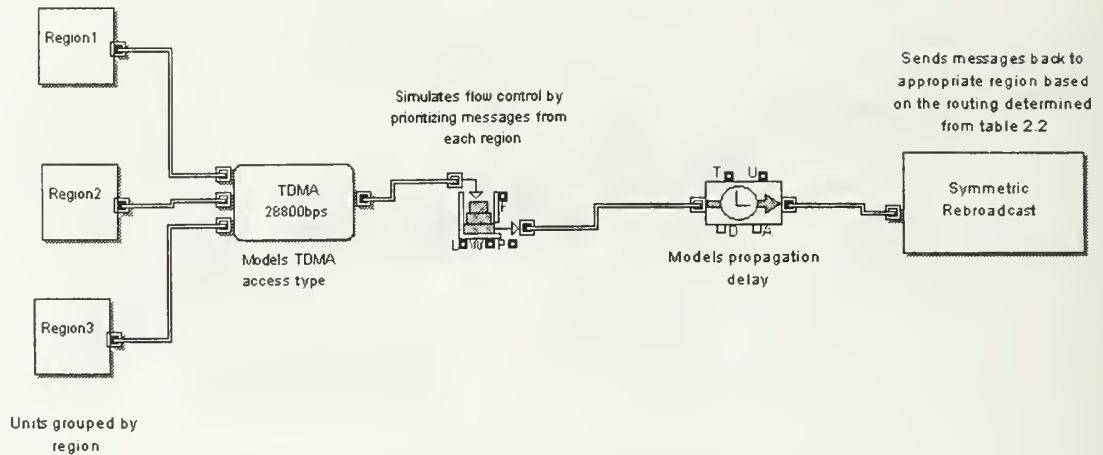 Region1
Region2
Region3
Units grouped by
region
TDMA
28800bps
Models TDMA
access type
Simulates flow control by
prioritizing messages from
each region
F
L W P
T U
D A
Models propagation
delay
Sends messages back to
appropriate region based
on the routing determined
from table 2.2
Symmetric
Rebroadcast